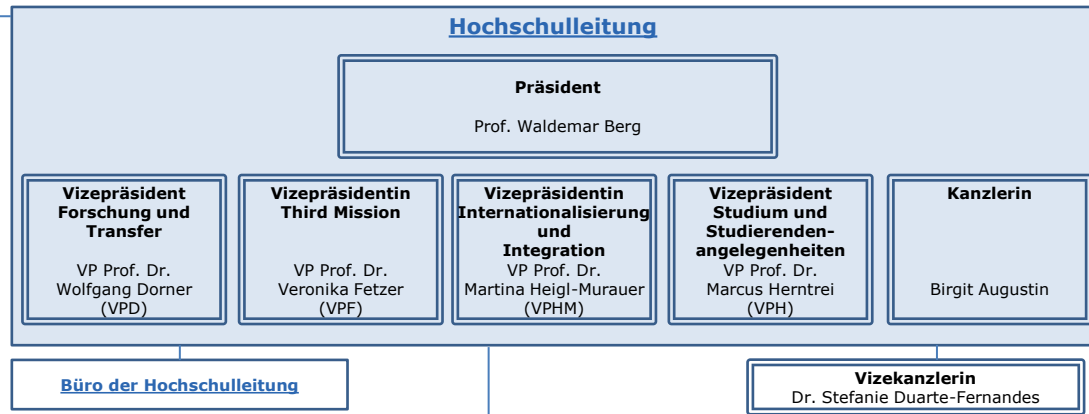 Hochschulleitung
Präsident
Prof. Waldemar Berg
Vizepräsident
Forschung und
Transfer
VP Prof. Dr.
Wolfgang Dorner
(VPD)
Vizepräsidentin
Third Mission
VP Prof. Dr.
Veronika Fetzer
(VPF)
Vizepräsidentin
Internationalisierung
und
Integration
VP Prof. Dr.
Martina Heigl-Murauer
(VPHM)
Vizepräsident
Studium und
Studierenden-
angelegenheiten
VP Prof. Dr.
Marcus Herntrei
(VPH)
Kanzlerin
Birgit Augustin
Büro der Hochschulleitung
Vizekanzlerin
Dr. Stefanie Duarte-Fernandes